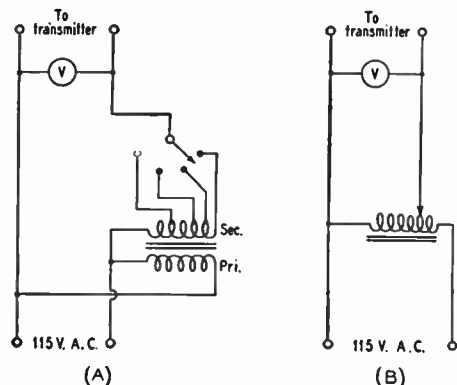 To
transmitter
V
Sec.
Pri.
115 V. A.C.
(A)
To
transmitter
V
115 V. A.C.
(B)